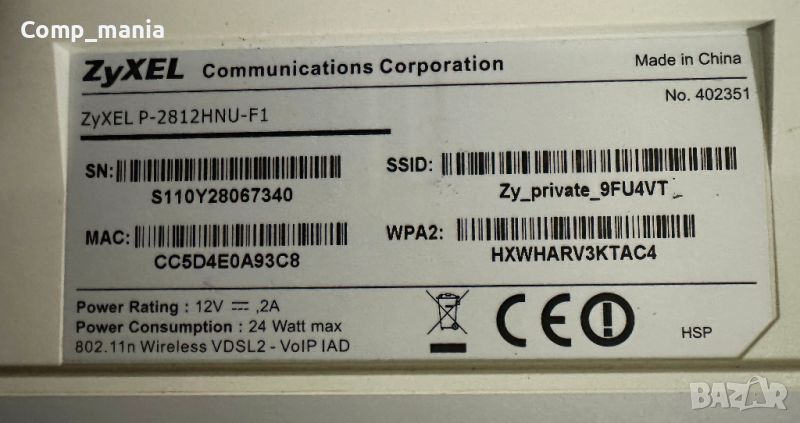 Comp_mania
ZyXEL Communications Corporation
Made in China
No. 402351
ZyXEL P-2812HNU-F1
SN:
S110Y28067340
SSID:
Zy_private_9FU4VT
MAC:
CC5D4E0A93C8
WPA2:
HXWHARV3KTAC4
Power Rating : 12V ⎓ ,2A
Power Consumption : 24 Watt max
802.11n Wireless VDSL2 - VoIP IAD
CE
HSP
BAZAR